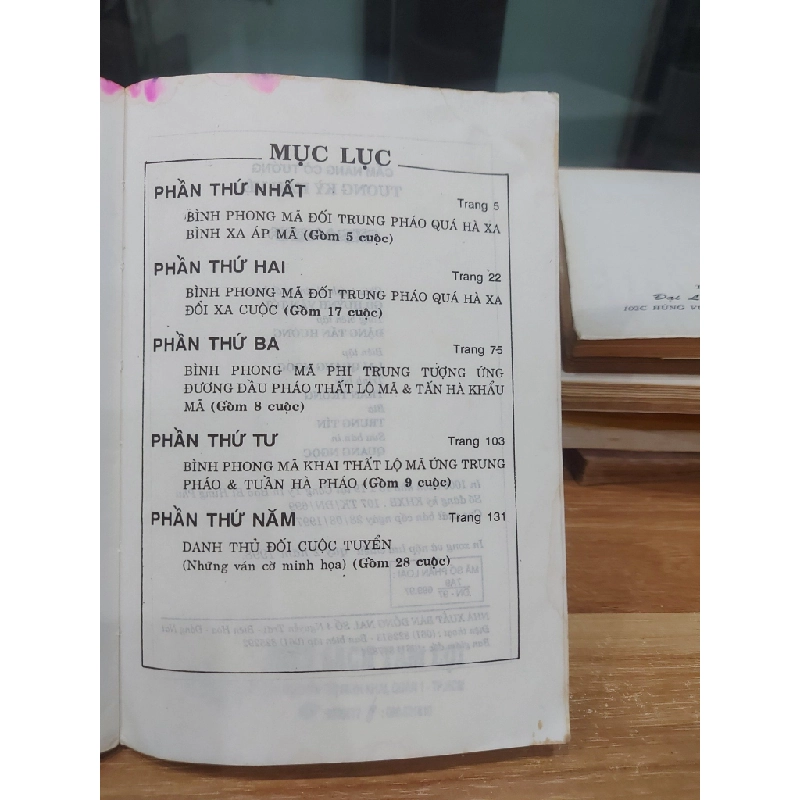 MỤC LỤC
PHẦN THỨ NHẤT
Trang 5
BÌNH PHONG MÃ ĐỐI TRUNG PHÁO QUÁ HÀ XA
BÌNH XA ÁP MÃ (Gồm 5 cuộc)
PHẦN THỨ HAI
Trang 22
BÌNH PHONG MÃ ĐỐI TRUNG PHÁO QUÁ HÀ XA
ĐỔI XA CUỘC (Gồm 17 cuộc)
PHẦN THỨ BA
Trang 75
BÌNH PHONG MÃ PHI TRUNG TƯỢNG ỨNG
ĐƯƠNG ĐẦU PHÁO THẤT LỘ MÃ & TẤN HÀ KHẨU
MÃ (Gồm 8 cuộc)
PHẦN THỨ TƯ
Trang 103
BÌNH PHONG MÃ KHAI THẤT LỘ MÃ ỨNG TRUNG
PHÁO & TUẦN HÀ PHÁO (Gồm 9 cuộc)
PHẦN THỨ NĂM
Trang 131
DANH THỦ ĐỐI CUỘC TUYỂN
(Những ván cờ minh họa) (Gồm 28 cuộc)